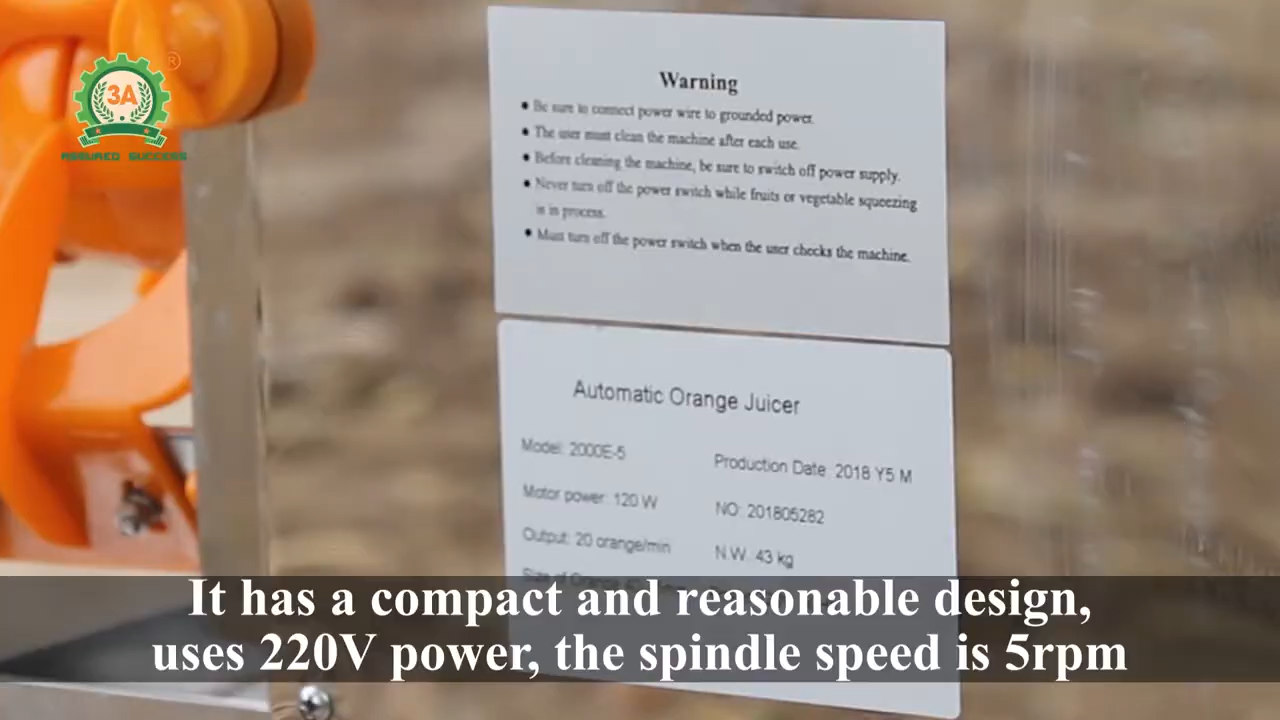 3A
®
ASSURED SUCCESS
Warning
• Be sure to connect power wire to grounded power.
• The user must clean the machine after each use.
• Before cleaning the machine, be sure to switch off power supply.
• Never turn off the power switch while fruits or vegetable squeezing
is in process.
• Must turn off the power switch when the user checks the machine.
Automatic Orange Juicer
Model: 2000E-5
Production Date: 2018 Y5 M
Motor power: 120 W
NO: 201805282
Output: 20 orange/min
N.W. 43 kg
Size of Orange
It has a compact and reasonable design,
uses 220V power, the spindle speed is 5rpm